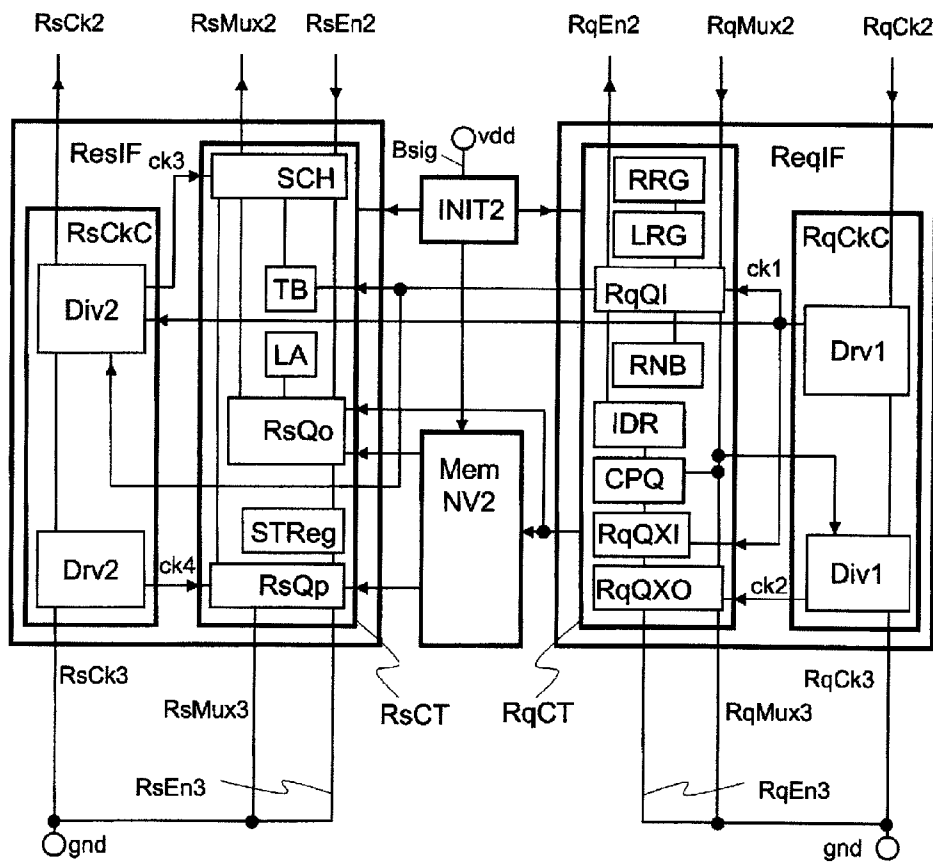 RsCk2 RsMux2 RsEn2 RqEn2 RqMux2 RqCk2
vdd
Bsig
ResIF ck3 SCH INIT2 RRG ReqIF
RsCkC LRG RqCkC
Div2 TB RqQI ck1 Drv1
LA RNB
RsQo IDR
Mem
NV2
CPQ
STReg RqQXI
Drv2 ck4 RsQp RqQXO ck2 Div1
RsCk3 RqCk3
RsMux3 RsCT RqCT RqMux3
RsEn3 RqEn3
gnd gnd